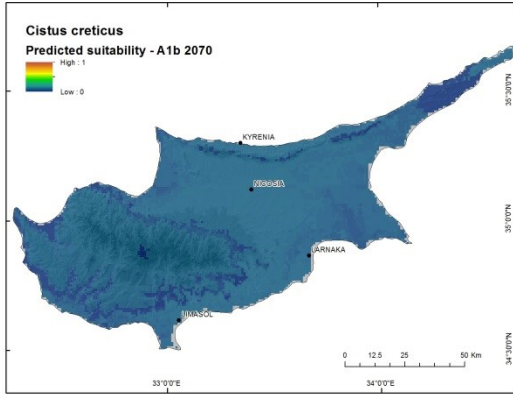 Cistus creticus
Predicted suitability - A1b 2070
High : 1
Low : 0
KYRENIA
NICOSIA
LARNAKA
LIMASOL
35°30'0"N
35°0'0"N
34°30'0"N
0 12.5 25 50 Km
33°0'0"E 34°0'0"E